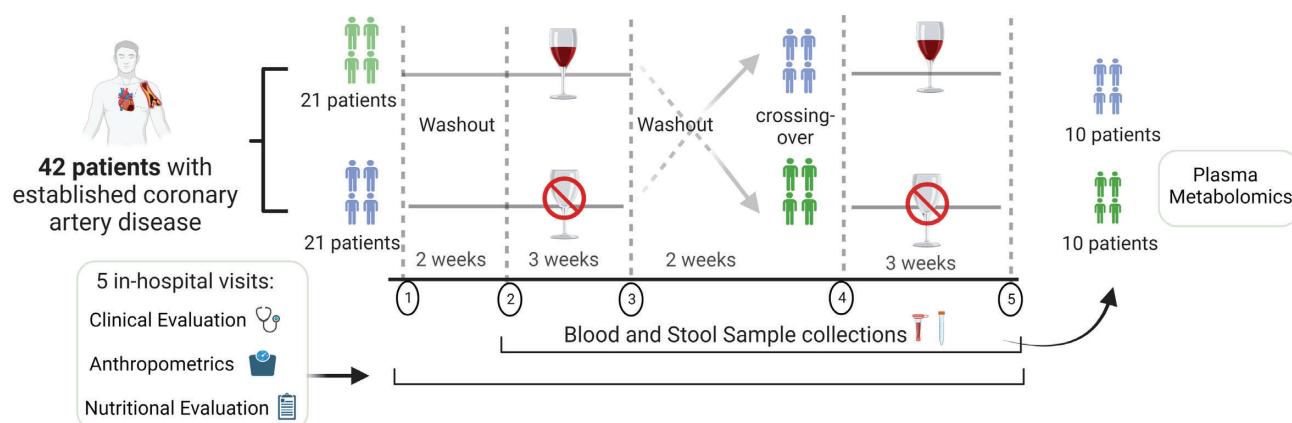 42 patients with
established coronary
artery disease
21 patients
21 patients
Washout
Washout
crossing-
over
2 weeks
3 weeks
2 weeks
3 weeks
1
2
3
4
5
10 patients
10 patients
Plasma
Metabolomics
5 in-hospital visits:
Clinical Evaluation
Anthropometrics
Nutritional Evaluation
Blood and Stool Sample collections